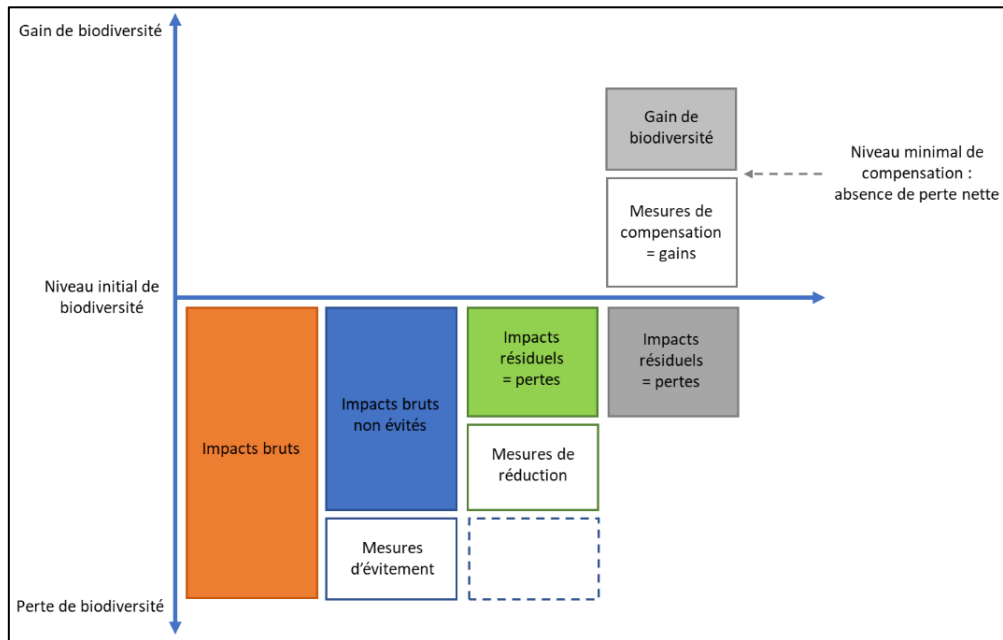 Gain de biodiversité
Gain de
biodiversité
Niveau minimal de
compensation :
absence de perte nette
Mesures de
compensation
= gains
Niveau initial de
biodiversité
Impacts bruts
Impacts bruts
non évités
Impacts
résiduels
= pertes
Impacts
résiduels
= pertes
Mesures de
réduction
Mesures
d'évitement
Perte de biodiversité